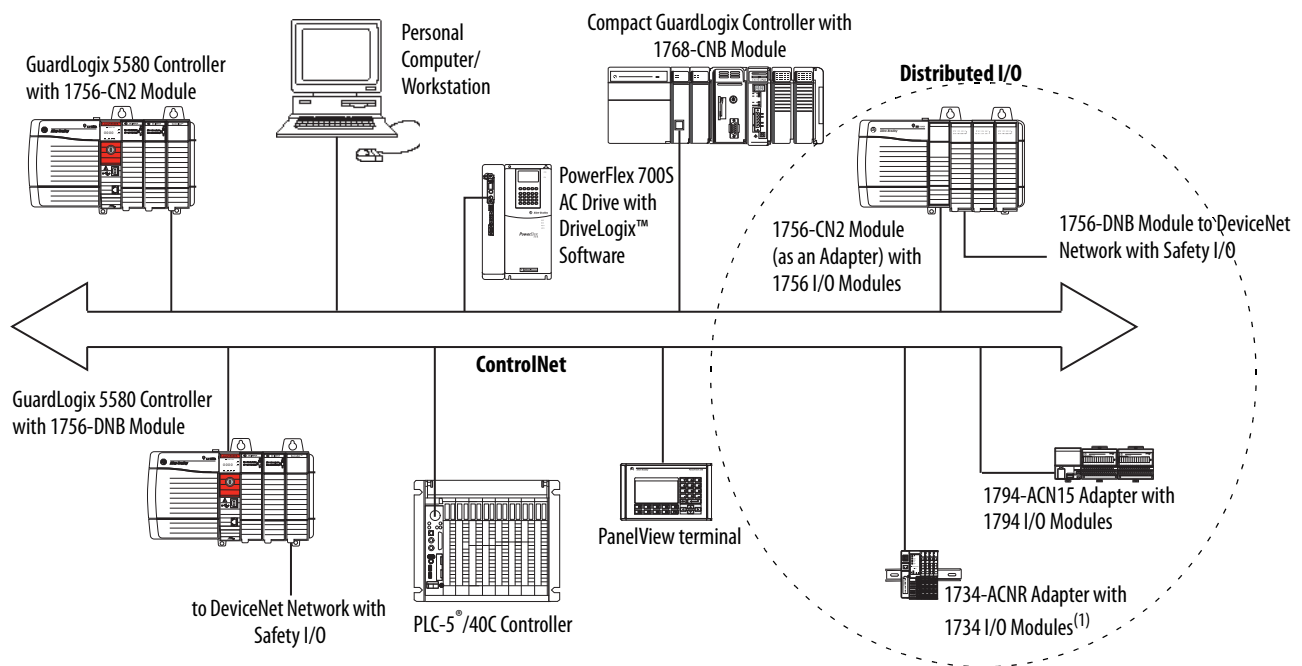 GuardLogix 5580 Controller
with 1756-CN2 Module
Personal
Computer/
Workstation
Compact GuardLogix Controller with
1768-CNB Module
Distributed I/O
PowerFlex 700S
AC Drive with
DriveLogix™
Software
1756-CN2 Module
(as an Adapter) with
1756 I/O Modules
1756-DNB Module to DeviceNet
Network with Safety I/O
ControlNet
GuardLogix 5580 Controller
with 1756-DNB Module
to DeviceNet Network with
Safety I/O
PLC-5®/40C Controller
PanelView terminal
1794-ACN15 Adapter with
1794 I/O Modules
1734-ACNR Adapter with
1734 I/O Modules(1)